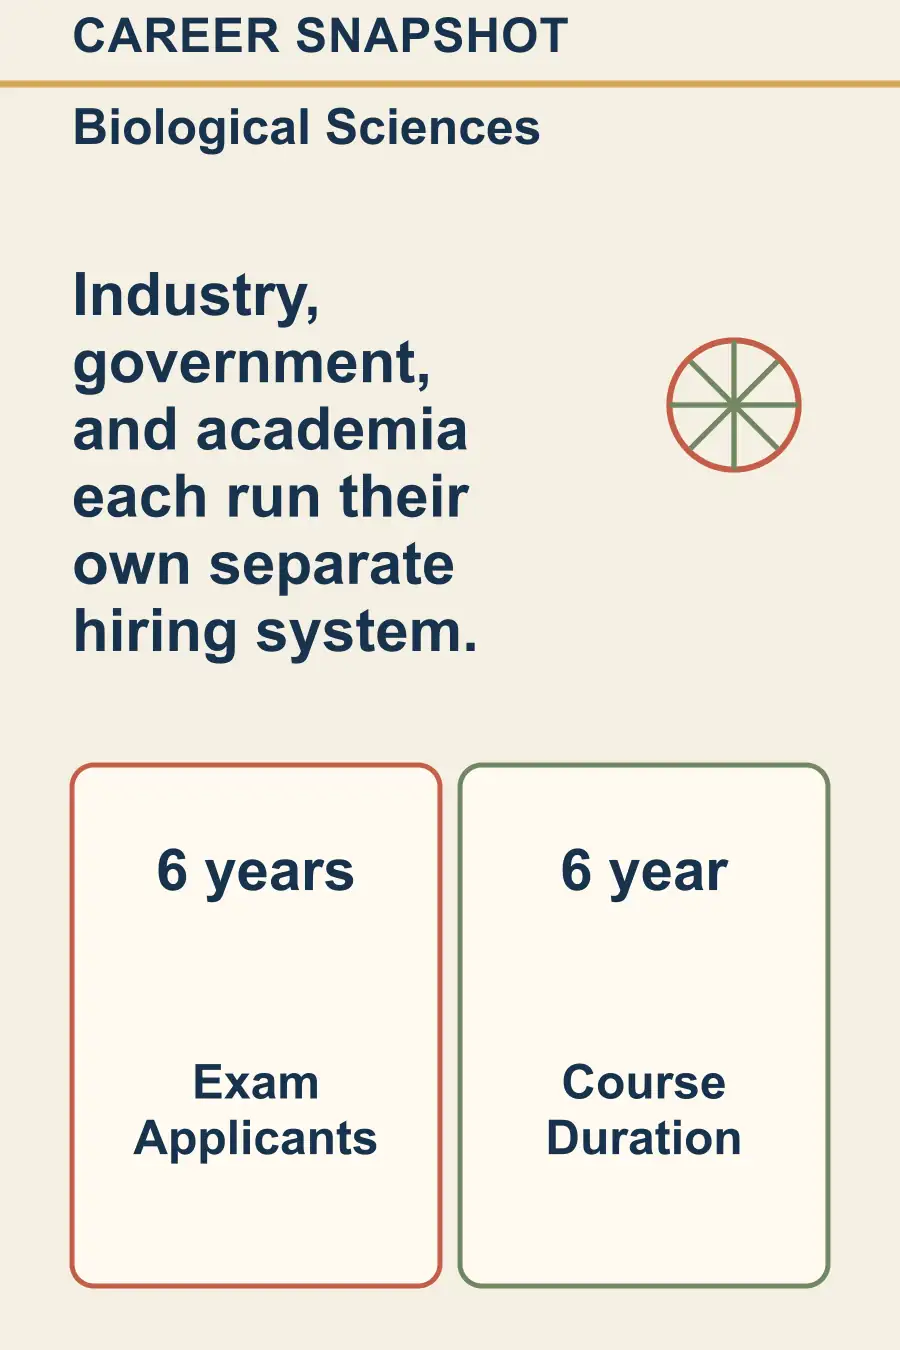 CAREER SNAPSHOT
Biological Sciences
Industry,
government,
and academia
each run their
own separate
hiring system.
6 years
Exam
Applicants
6 year
Course
Duration